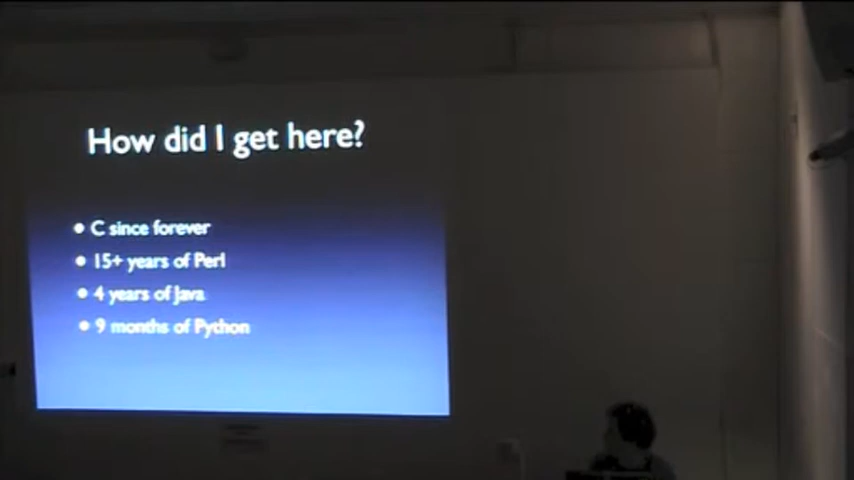 How did I get here?
• C since forever
• 15+ years of Perl
• 4 years of Java
• 9 months of Python